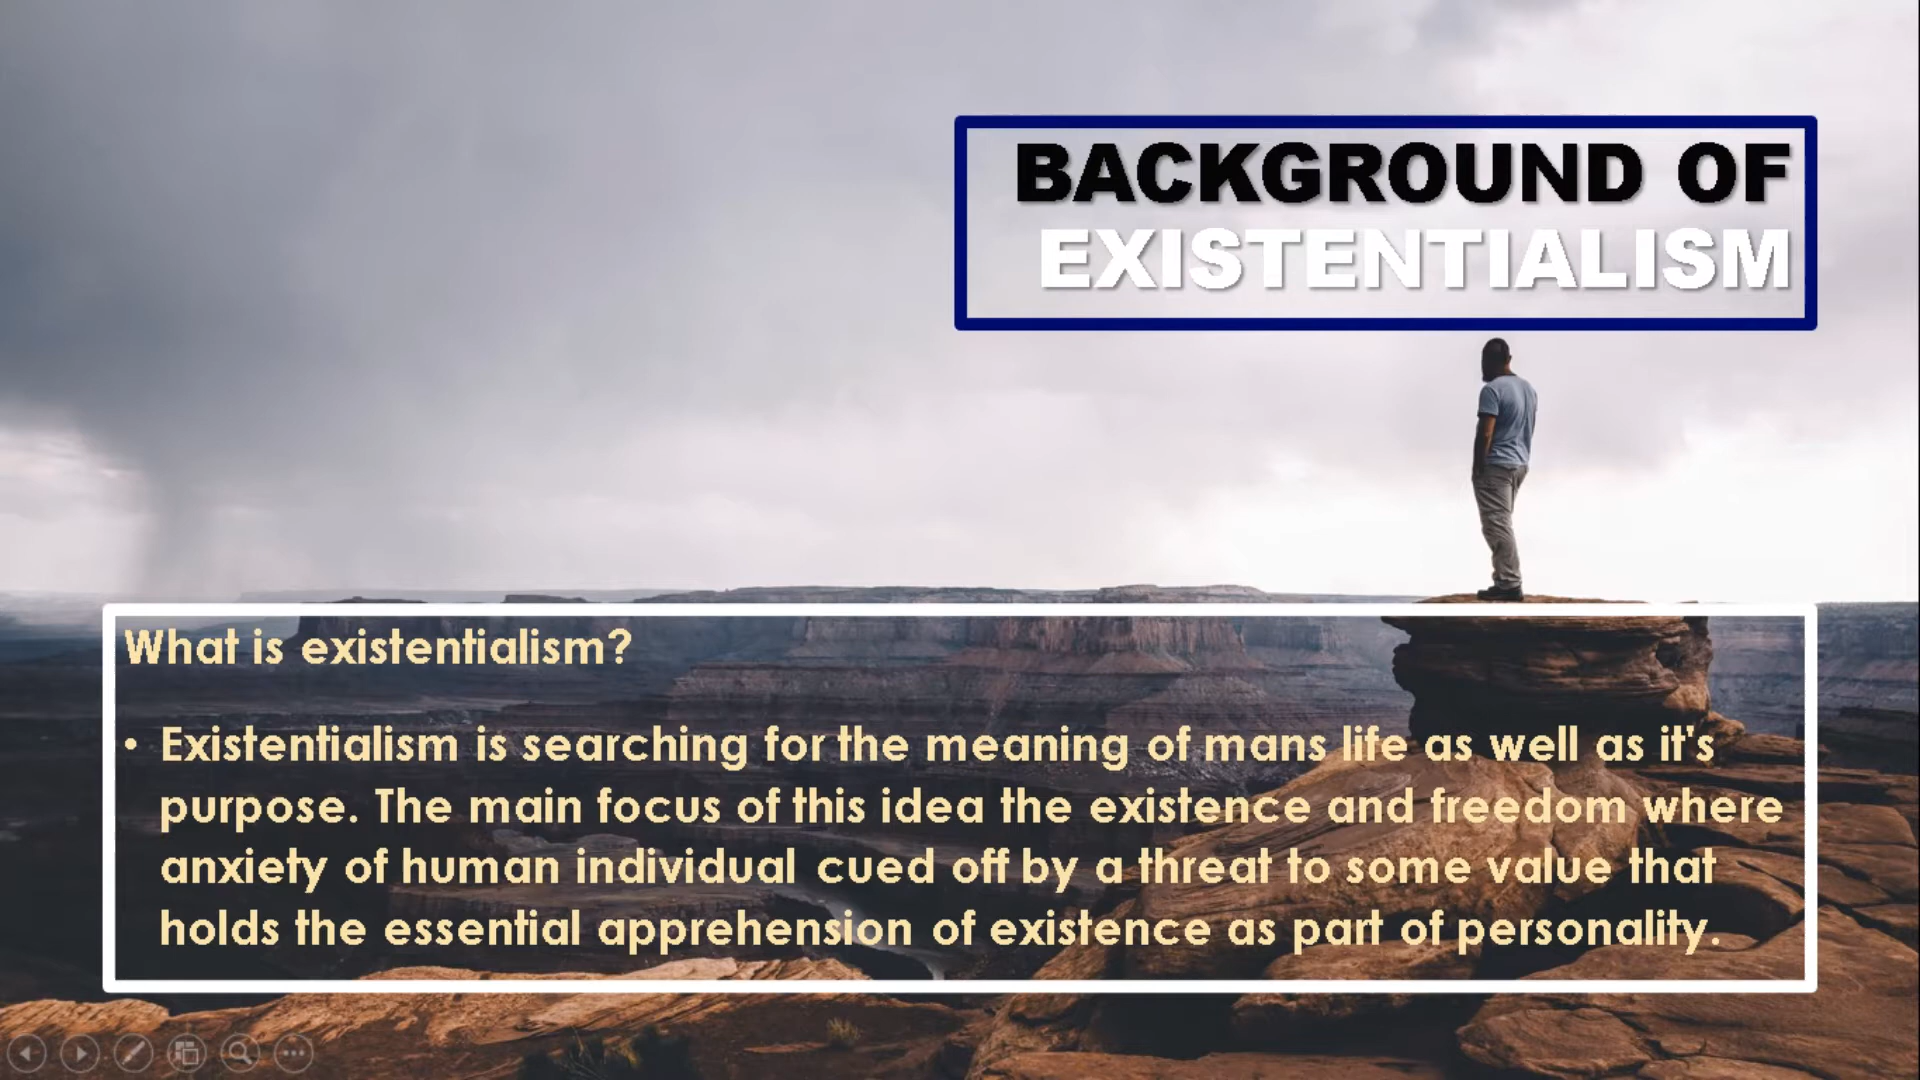 BACKGROUND OF
EXISTENTIALISM
What is existentialism?
• Existentialism is searching for the meaning of mans life as well as it's
purpose. The main focus of this idea the existence and freedom where
anxiety of human individual cued off by a threat to some value that
holds the essential apprehension of existence as part of personality.